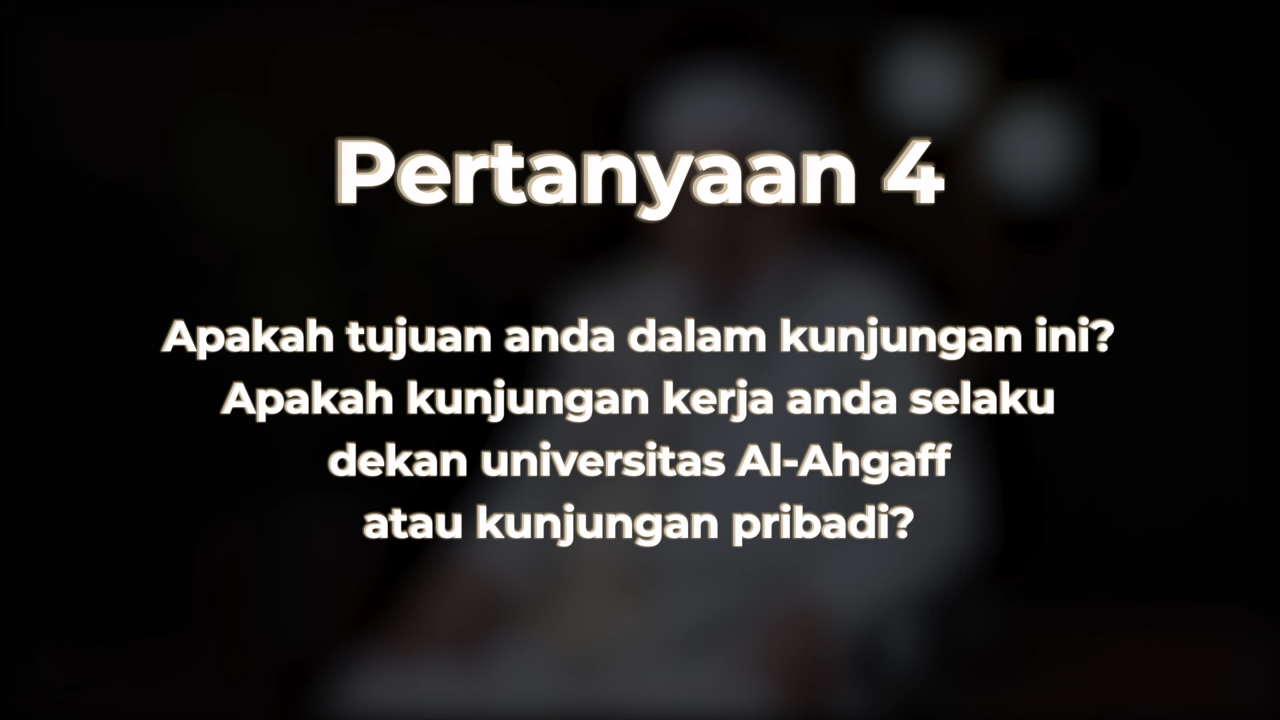 Pertanyaan 4
Apakah tujuan anda dalam kunjungan ini?
Apakah kunjungan kerja anda selaku
dekan universitas Al-Ahgaff
atau kunjungan pribadi?